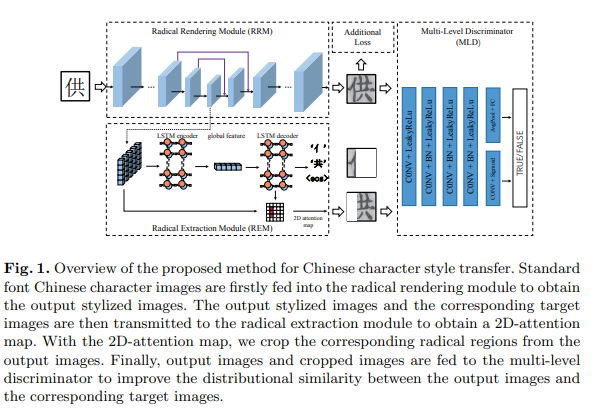 Radical Rendering Module (RRM)
Additional
Loss
Multi-Level Discriminator
(MLD)
供
供
CONV + LeakyReLu
CONV + BN + LeakyReLu
CONV + BN + LeakyReLu
CONV + BN + LeakyReLu
AvgPool + FC
CONV + Sigmoid
TRUE/FALSE
LSTM encoder
global feature
LSTM decoder
'亻'
'共'
<eos>
亻
共
2D attention
map
Radical Extraction Module (REM)
Fig. 1. Overview of the proposed method for Chinese character style transfer. Standard
font Chinese character images are firstly fed into the radical rendering module to obtain
the output stylized images. The output stylized images and the corresponding target
images are then transmitted to the radical extraction module to obtain a 2D-attention
map. With the 2D-attention map, we crop the corresponding radical regions from the
output images. Finally, output images and cropped images are fed to the multi-level
discriminator to improve the distributional similarity between the output images and
the corresponding target images.